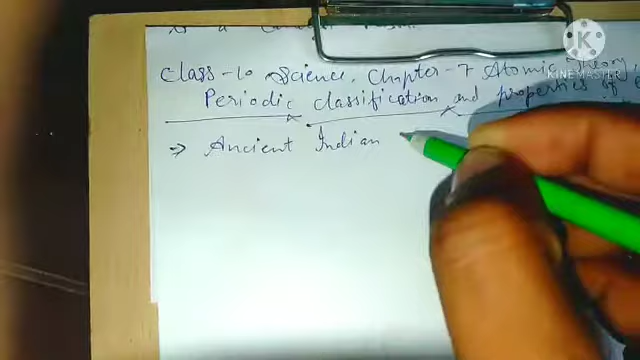 Class-10 Science, Chapter-7 Atomic Theory,
Periodic classification and properties of
⇒ Ancient Indian
KINEMASTER